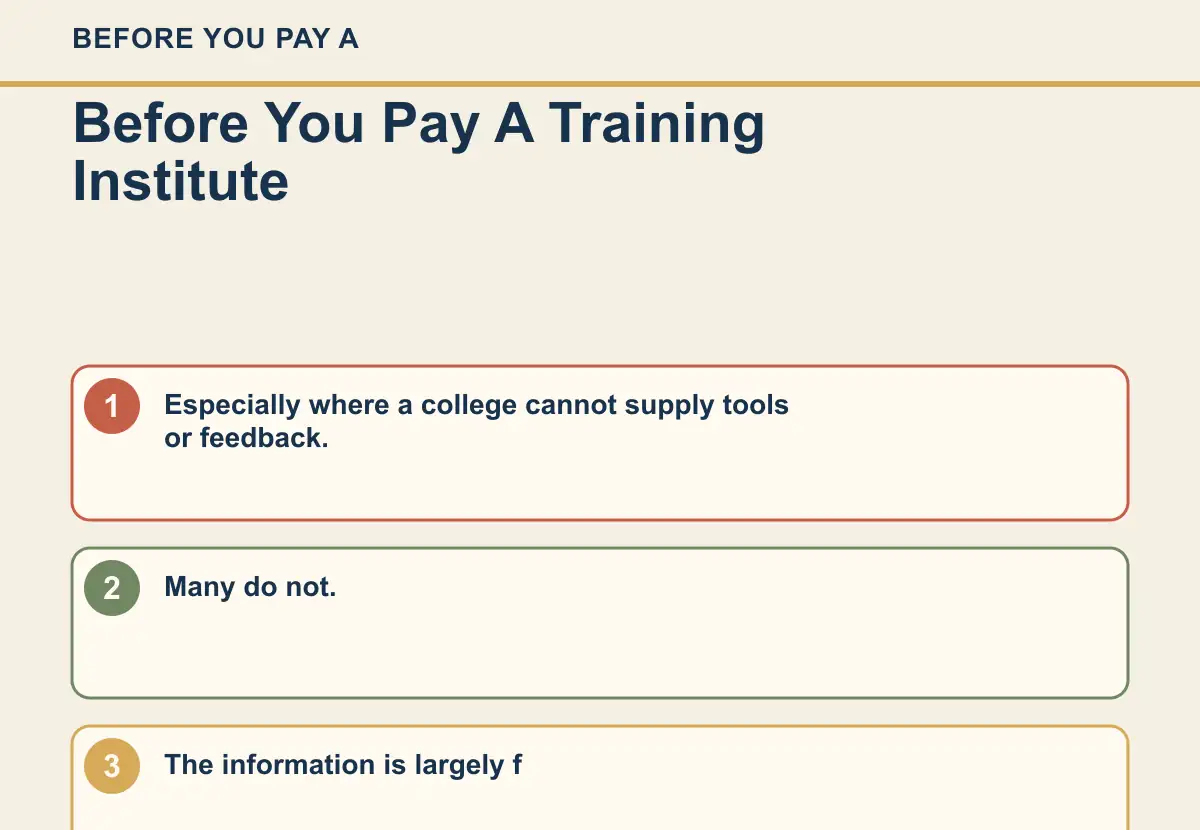 BEFORE YOU PAY A
Before You Pay A Training
Institute
1
Especially where a college cannot supply tools
or feedback.
2
Many do not.
3
The information is largely f